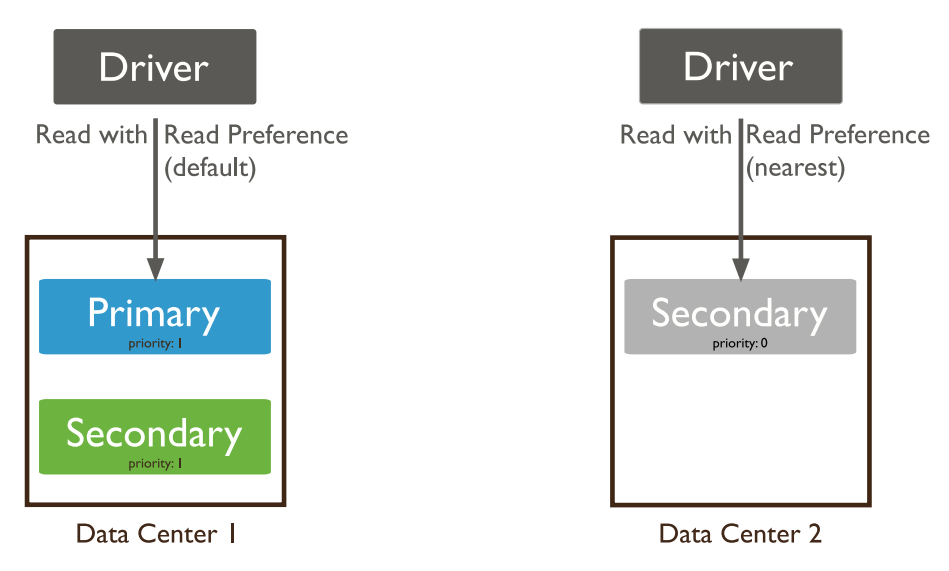 Driver
Read with Read Preference
(default)
Primary
priority: 1
Secondary
priority: 1
Data Center 1
Driver
Read with Read Preference
(nearest)
Secondary
priority: 0
Data Center 2